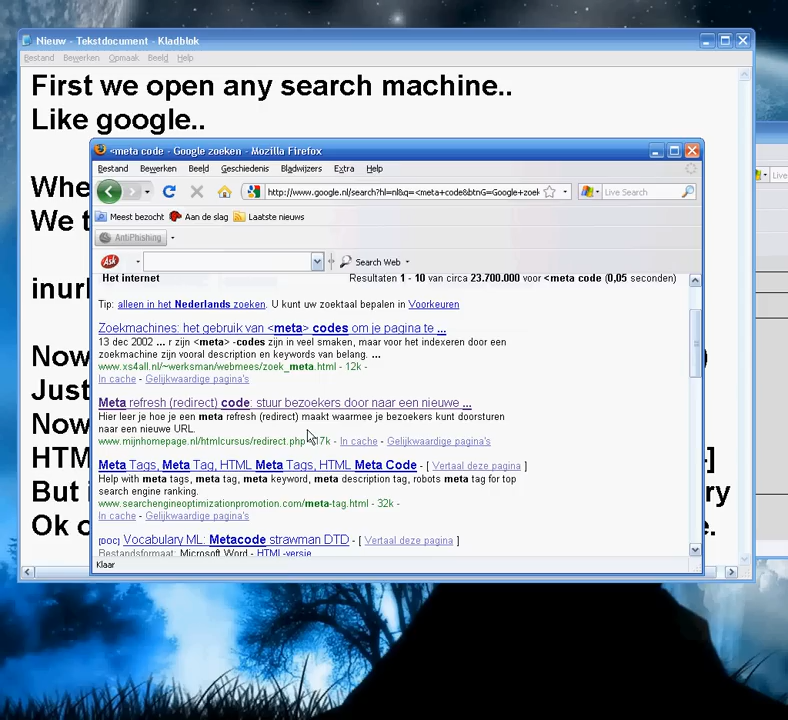 Nieuw - Tekstdocument - Kladblok
Bestand Bewerken Opmaak Beeld Help
First we open any search machine..
Like google..
Whe
We t
inurl
Now
Just
Now
HTM
But i
Ok o
]
ry
e.
<meta code - Google zoeken - Mozilla Firefox
Bestand Bewerken Beeld Geschiedenis Bladwijzers Extra Help
http://www.google.nl/search?hl=nl&q=<meta+code&btnG=Google+zoek
Live Search
Meest bezocht Aan de slag Laatste nieuws
AntiPhishing
Ask Search Web
Het internet Resultaten 1 - 10 van circa 23.700.000 voor <meta code (0,05 seconden)
Tip: alleen in het Nederlands zoeken. U kunt uw zoektaal bepalen in Voorkeuren
Zoekmachines: het gebruik van <meta> codes om je pagina te ...
13 dec 2002 ... r zijn <meta> -codes zijn in veel smaken, maar voor het indexeren door een
zoekmachine zijn vooral description en keywords van belang. ...
www.xs4all.nl/~werksman/webmees/zoek_meta.html - 12k -
In cache - Gelijkwaardige pagina's
Meta refresh (redirect) code: stuur bezoekers door naar een nieuwe ...
Hier leer je hoe je een meta refresh (redirect) maakt waarmee je bezoekers kunt doorsturen
naar een nieuwe URL.
www.mijnhomepage.nl/htmlcursus/redirect.php - 17k - In cache - Gelijkwaardige pagina's
Meta Tags, Meta Tag, HTML Meta Tags, HTML Meta Code - [ Vertaal deze pagina ]
Help with meta tags, meta tag, meta keyword, meta description tag, robots meta tag for top
search engine ranking.
www.searchengineoptimizationpromotion.com/meta-tag.html - 32k -
In cache - Gelijkwaardige pagina's
[DOC] Vocabulary ML: Metacode strawman DTD - [ Vertaal deze pagina ]
Bestandsformaat: Microsoft Word - HTML-versie
Klaar
Live